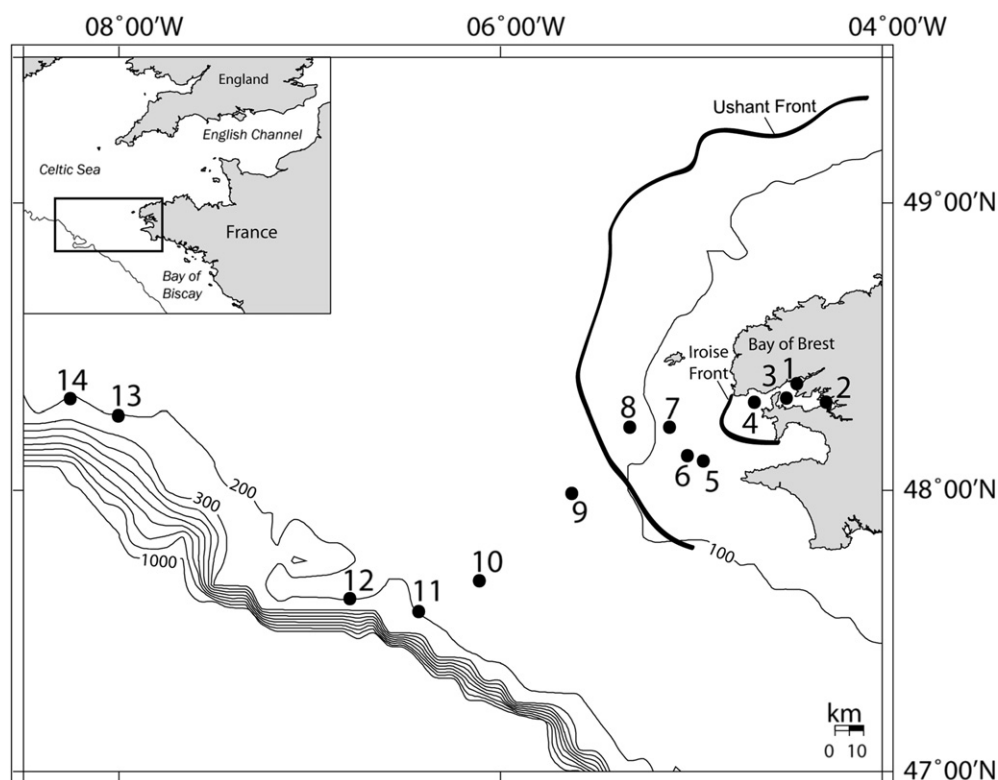 08°00'W
06°00'W
04°00'W
England
English Channel
Celtic Sea
France
Bay of
Biscay
Ushant Front
49°00'N
Iroise
Front
Bay of Brest
3
1
2
4
14
13
8
7
6
5
200
300
1000
9
48°00'N
100
10
12
11
km
0 10
47°00'N